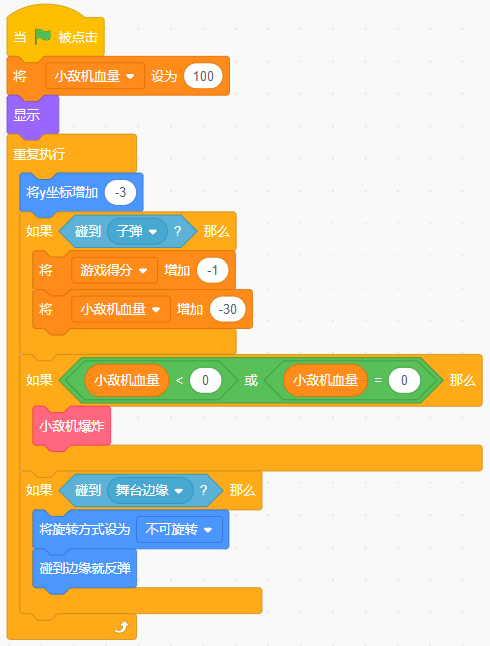 当 被点击
将 小敌机血量 设为 100
显示
重复执行
将y坐标增加 -3
如果 碰到 子弹 ? 那么
将 游戏得分 增加 -1
将 小敌机血量 增加 -30
如果 小敌机血量 < 0 或 小敌机血量 = 0 那么
小敌机爆炸
如果 碰到 舞台边缘 ? 那么
将旋转方式设为 不可旋转
碰到边缘就反弹